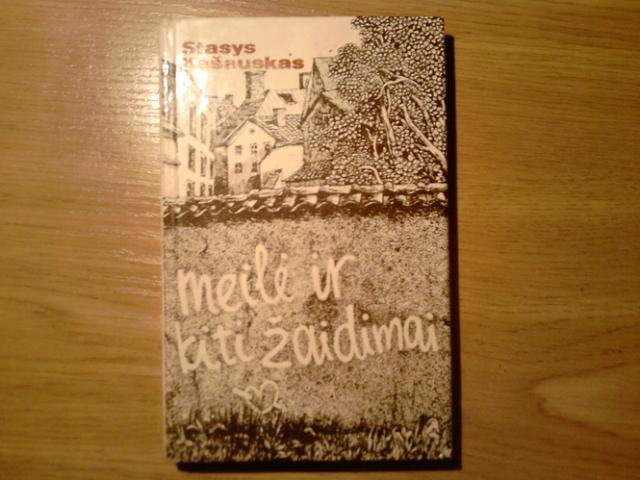 Stasys
Kašauskas
meilė ir
kiti žaidimai